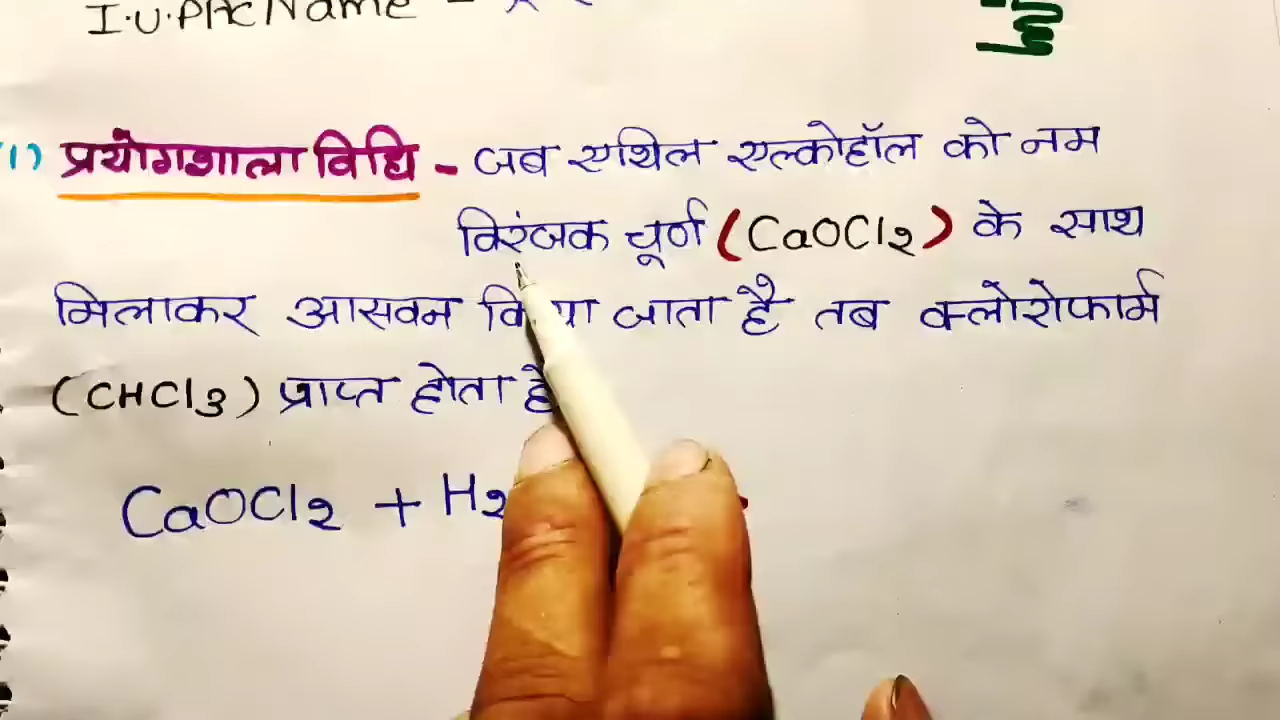 I.U.PAC Name -
(1) प्रयोगशाला विधि - जब एथिल एल्कोहॉल को नम
विरंजक चूर्ण (CaOCl2) के साथ
मिलाकर आसवन किया जाता है तब क्लोरोफार्म
(CHCl3) प्राप्त होता है
CaOCl2 + H2